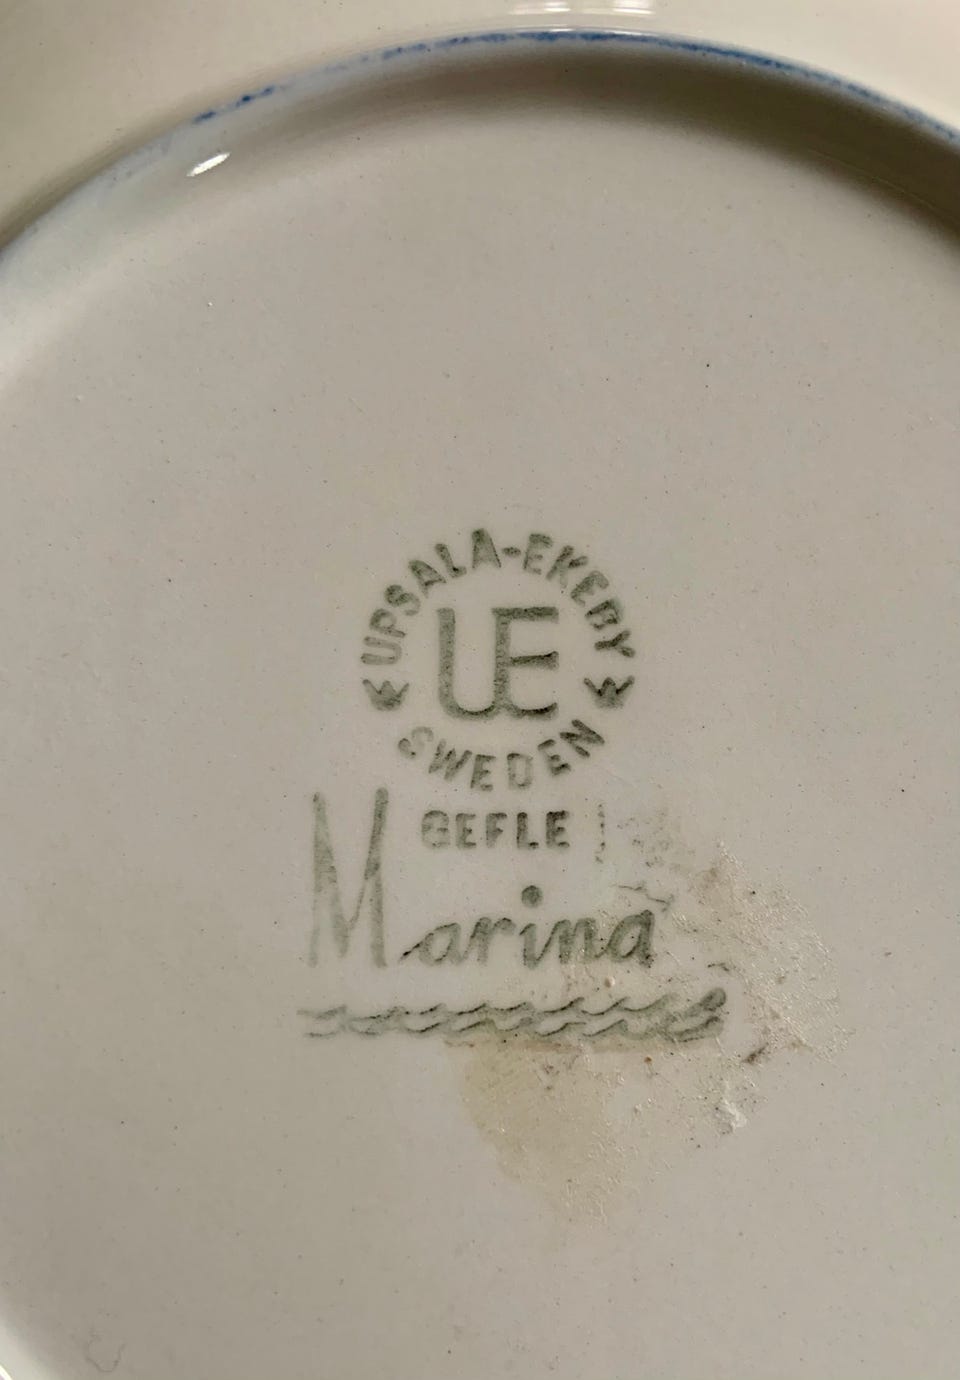 UPSALA-EKEBY
UE
SWEDEN
GEFLE
Marina